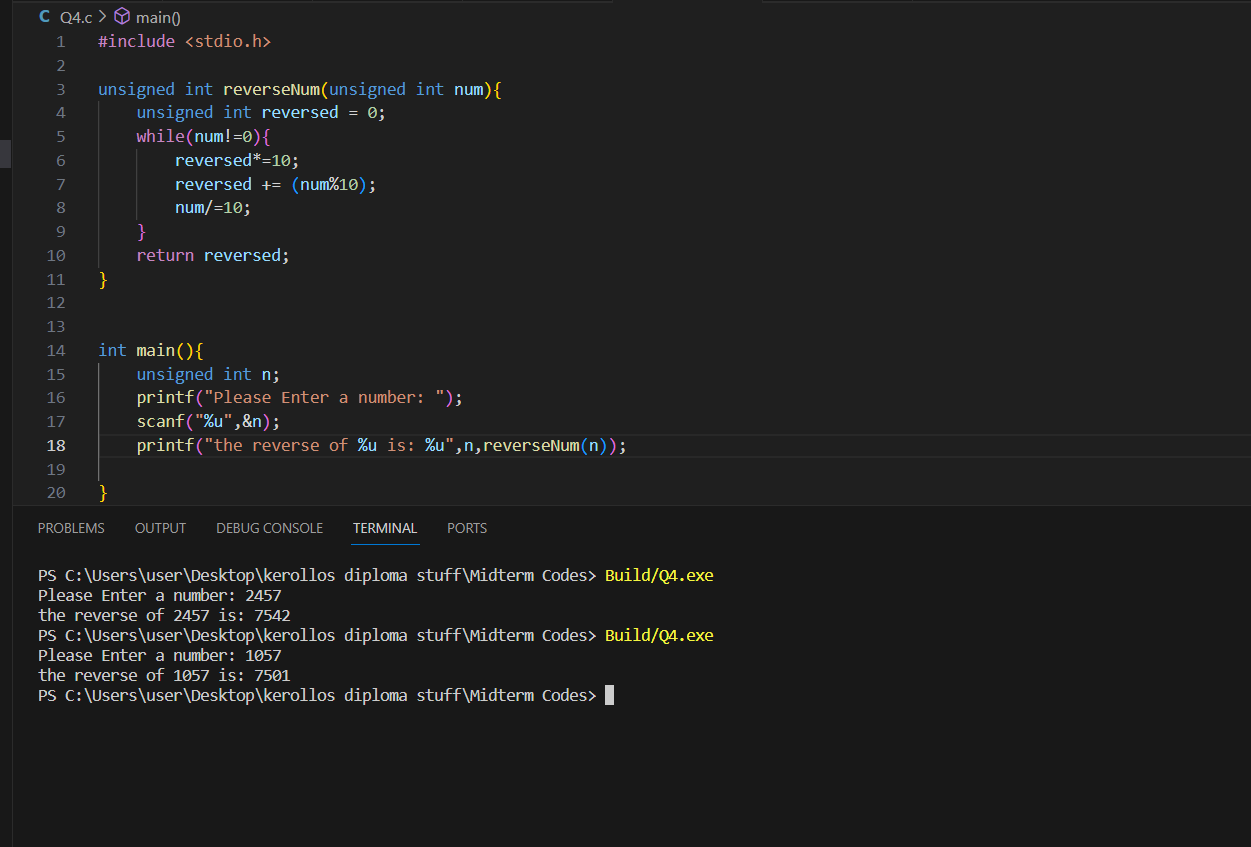 C Q4.c > main()
1 #include <stdio.h>
2
3 unsigned int reverseNum(unsigned int num){
4     unsigned int reversed = 0;
5     while(num!=0){
6         reversed*=10;
7         reversed += (num%10);
8         num/=10;
9     }
10     return reversed;
11 }
12
13
14 int main(){
15     unsigned int n;
16     printf("Please Enter a number: ");
17     scanf("%u",&n);
18     printf("the reverse of %u is: %u",n,reverseNum(n));
19
20 }
PROBLEMS OUTPUT DEBUG CONSOLE TERMINAL PORTS
PS C:\Users\user\Desktop\kerollos diploma stuff\Midterm Codes> Build/Q4.exe
Please Enter a number: 2457
the reverse of 2457 is: 7542
PS C:\Users\user\Desktop\kerollos diploma stuff\Midterm Codes> Build/Q4.exe
Please Enter a number: 1057
the reverse of 1057 is: 7501
PS C:\Users\user\Desktop\kerollos diploma stuff\Midterm Codes>